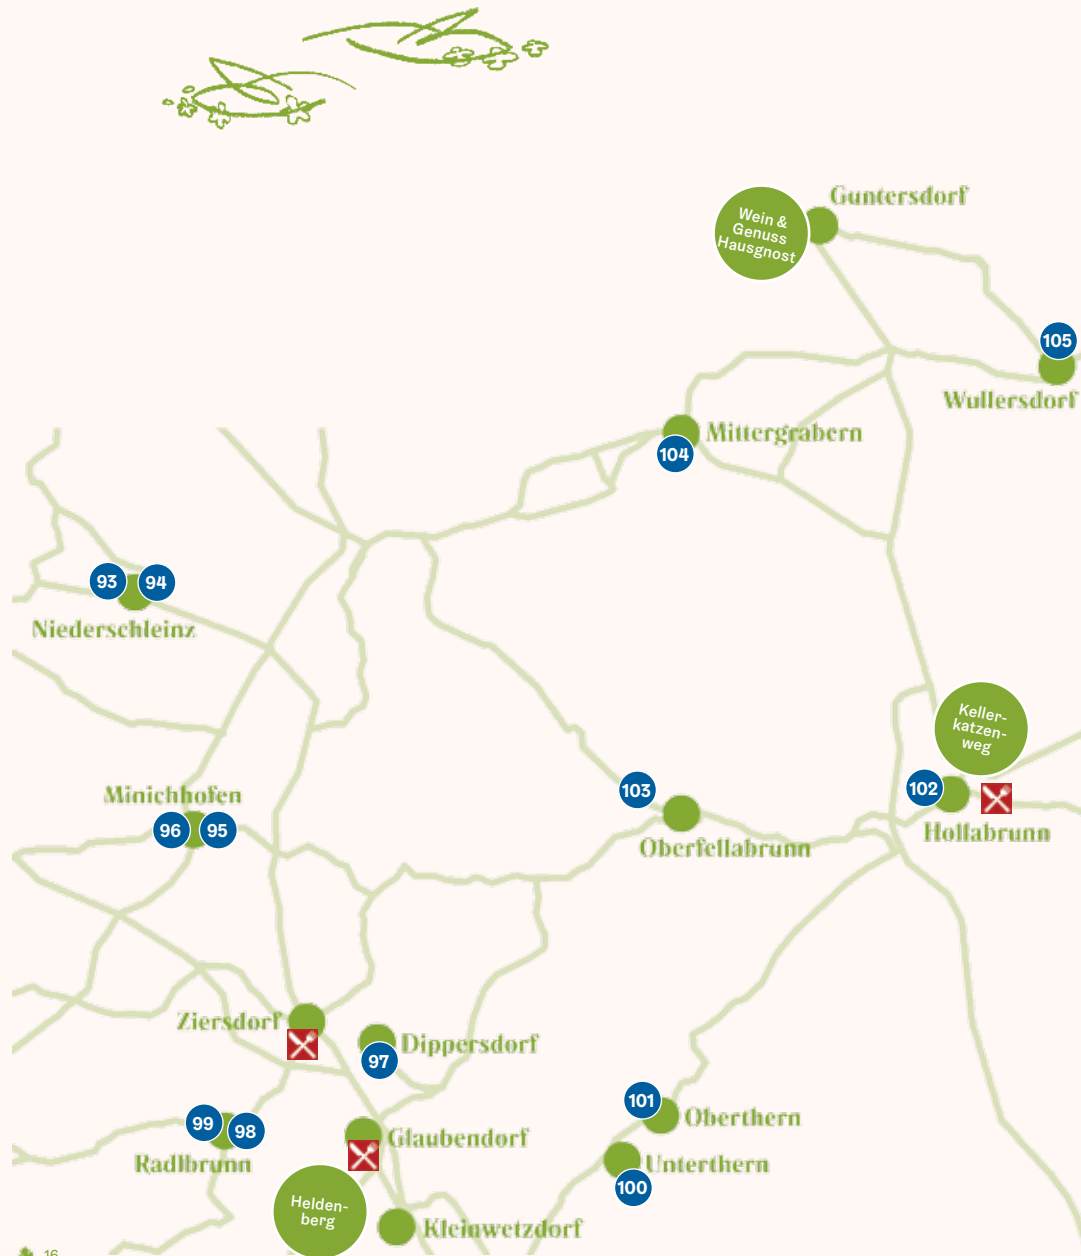 Guntersdorf
Wein &
Genuss
Hausgnost
105
Wullersdorf
Mittergrabern
104
93
94
Niederschleinz
Keller-
katzen-
weg
Minichhofen
96
95
103
Oberfellabrunn
102
Hollabrunn
Ziersdorf
Dippersdorf
97
99
98
Radlbrunn
Glaubendorf
101
Oberthern
Unterthern
100
Helden-
berg
Kleinwetzdorf
16